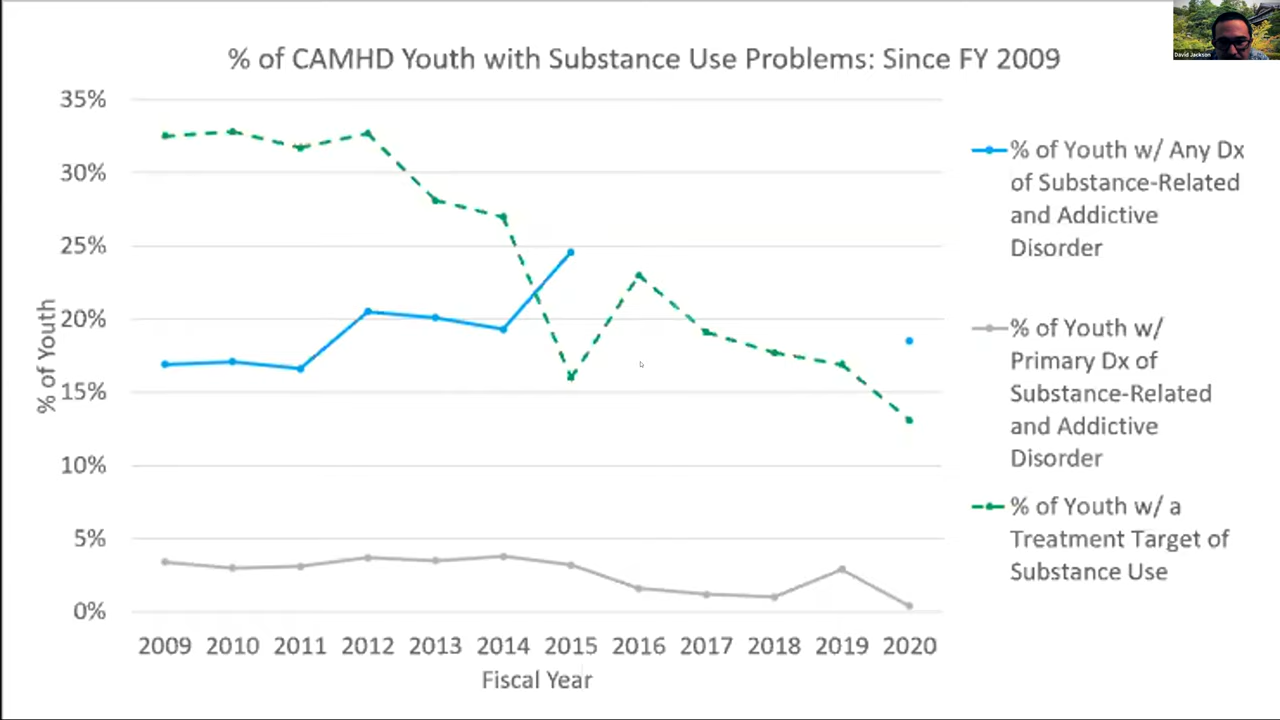 % of CAMHD Youth with Substance Use Problems: Since FY 2009
David Jackson
35%
30%
25%
20%
15%
10%
5%
0%
% of Youth
2009 2010 2011 2012 2013 2014 2015 2016 2017 2018 2019 2020
Fiscal Year
% of Youth w/ Any Dx
of Substance-Related
and Addictive
Disorder
% of Youth w/
Primary Dx of
Substance-Related
and Addictive
Disorder
% of Youth w/ a
Treatment Target of
Substance Use